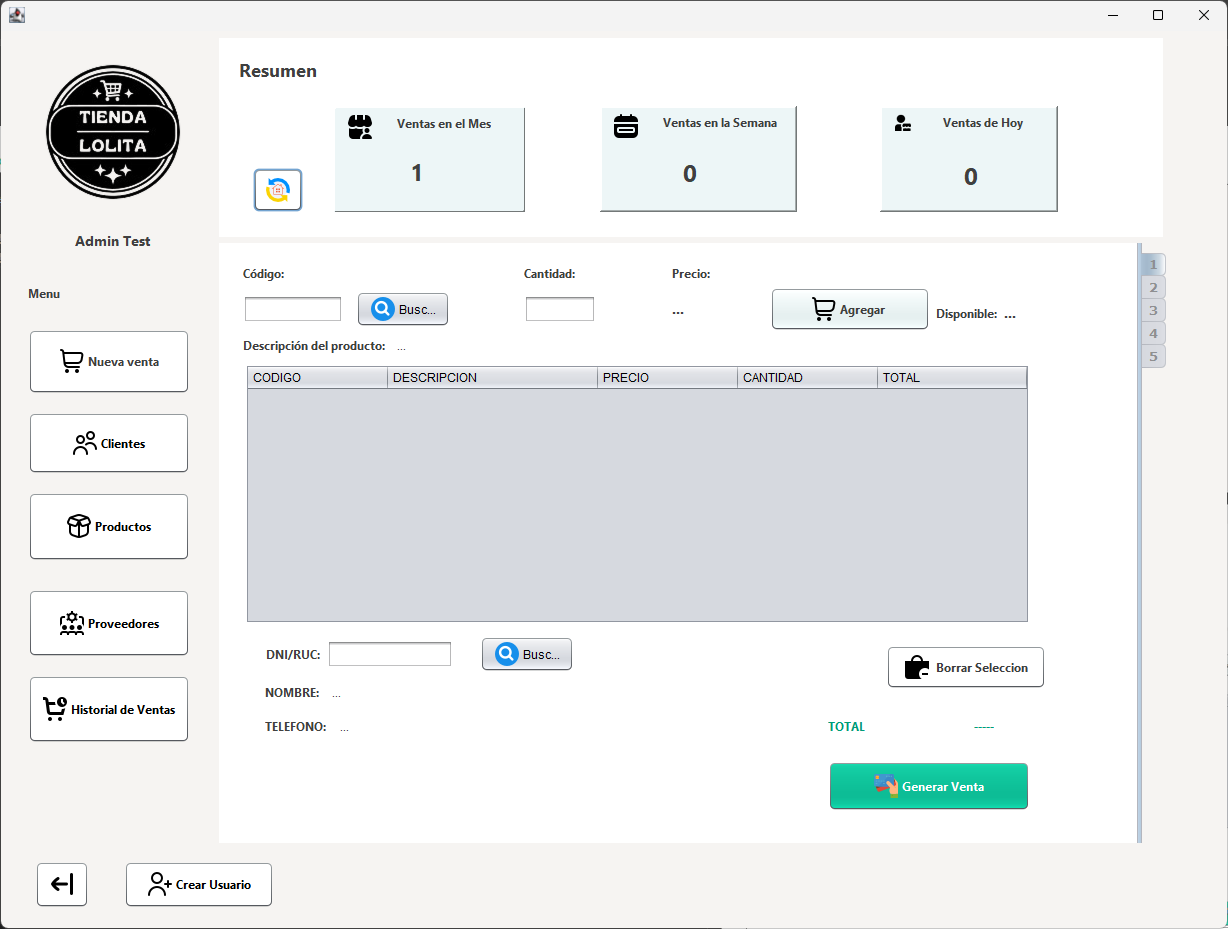 TIENDA
LOLITA
Admin Test
Menu
Nueva venta
Clientes
Productos
Proveedores
Historial de Ventas
Crear Usuario
Resumen
Ventas en el Mes
1
Ventas en la Semana
0
Ventas de Hoy
0
Código:
Busc...
Cantidad:
Precio:
...
Agregar
Disponible: ...
Descripción del producto: ...
CODIGO DESCRIPCION PRECIO CANTIDAD TOTAL
DNI/RUC:
Busc...
Borrar Seleccion
NOMBRE: ...
TELEFONO: ...
TOTAL -----
Generar Venta
1
2
3
4
5